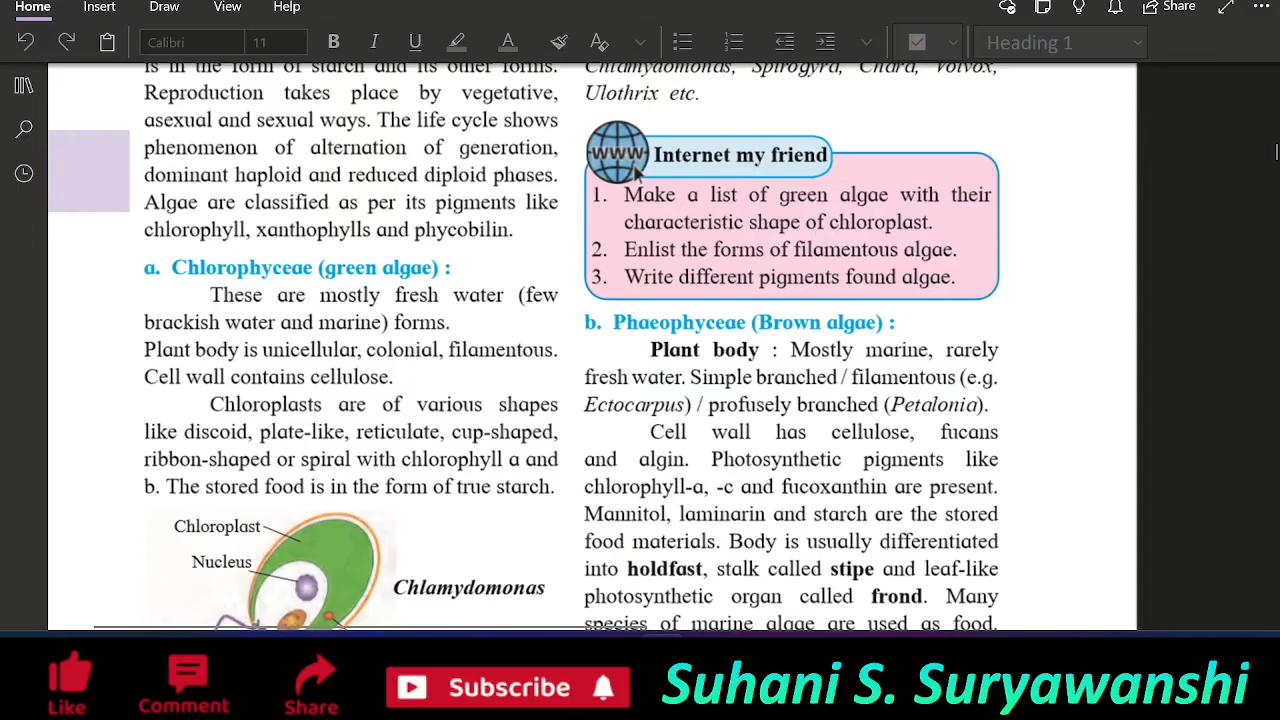 Home Insert Draw View Help
Share
Calibri 11 B I U A A Heading 1
is in the form of starch and its other forms.
Reproduction takes place by vegetative,
asexual and sexual ways. The life cycle shows
phenomenon of alternation of generation,
dominant haploid and reduced diploid phases.
Algae are classified as per its pigments like
chlorophyll, xanthophylls and phycobilin.
a. Chlorophyceae (green algae) :
These are mostly fresh water (few
brackish water and marine) forms.
Plant body is unicellular, colonial, filamentous.
Cell wall contains cellulose.
Chloroplasts are of various shapes
like discoid, plate-like, reticulate, cup-shaped,
ribbon-shaped or spiral with chlorophyll a and
b. The stored food is in the form of true starch.
Chloroplast
Nucleus
Chlamydomonas
Chlamydomonas, Spirogyra, Chara, Volvox,
Ulothrix etc.
WWW Internet my friend
1. Make a list of green algae with their
characteristic shape of chloroplast.
2. Enlist the forms of filamentous algae.
3. Write different pigments found algae.
b. Phaeophyceae (Brown algae) :
Plant body : Mostly marine, rarely
fresh water. Simple branched / filamentous (e.g.
Ectocarpus) / profusely branched (Petalonia).
Cell wall has cellulose, fucans
and algin. Photosynthetic pigments like
chlorophyll-a, -c and fucoxanthin are present.
Mannitol, laminarin and starch are the stored
food materials. Body is usually differentiated
into holdfast, stalk called stipe and leaf-like
photosynthetic organ called frond. Many
species of marine algae are used as food.
Like
Comment
Share
Subscribe
Suhani S. Suryawanshi